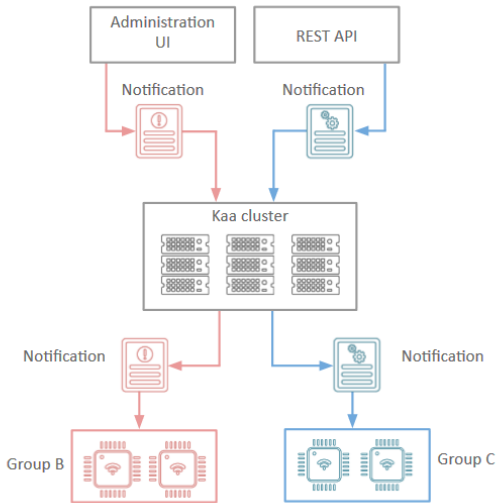 Administration
UI
REST API
Notification
Notification
Kaa cluster
Notification
Notification
Group B
Group C